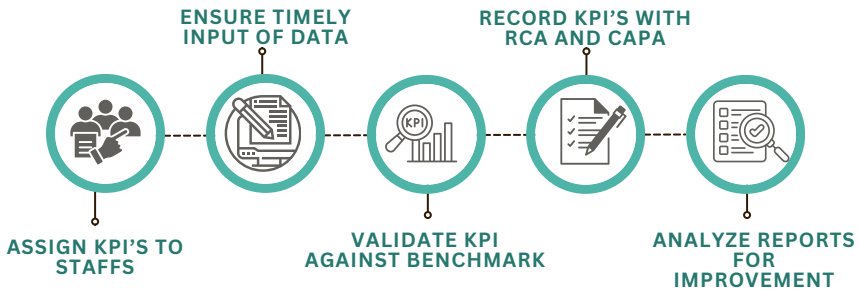 ENSURE TIMELY
INPUT OF DATA
RECORD KPI'S WITH
RCA AND CAPA
KPI
ASSIGN KPI'S TO
STAFFS
VALIDATE KPI
AGAINST BENCHMARK
ANALYZE REPORTS
FOR
IMPROVEMENT